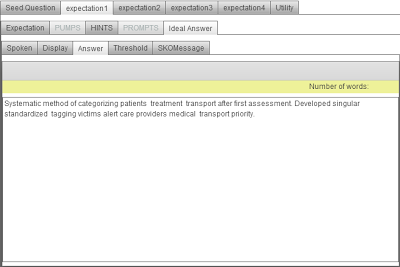 Seed Question expectation1 expectation2 expectation3 expectation4 Utility
Expectation PUMPS HINTS PROMPTS Ideal Answer
Spoken Display Answer Threshold SKOMessage
Number of words:
Systematic method of categorizing patients treatment transport after first assessment. Developed singular
standardized tagging victims alert care providers medical transport priority.